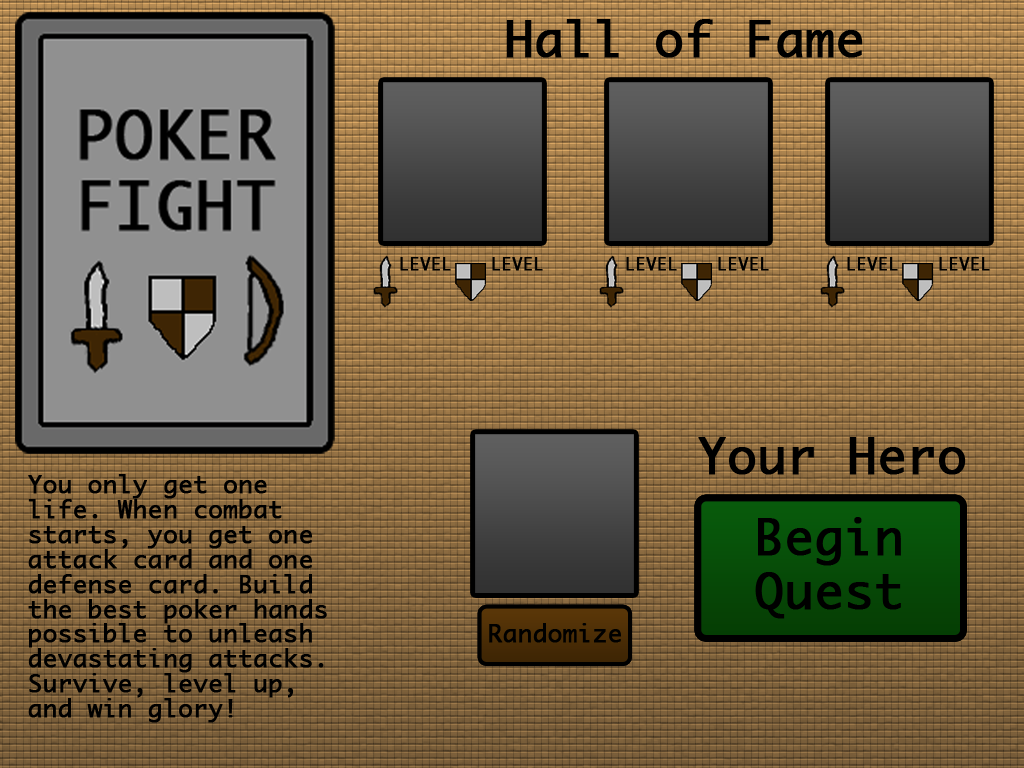 POKER
FIGHT
You only get one
life. When combat
starts, you get one
attack card and one
defense card. Build
the best poker hands
possible to unleash
devastating attacks.
Survive, level up,
and win glory!
Hall of Fame
LEVEL LEVEL LEVEL LEVEL LEVEL LEVEL
Your Hero
Begin
Quest
Randomize